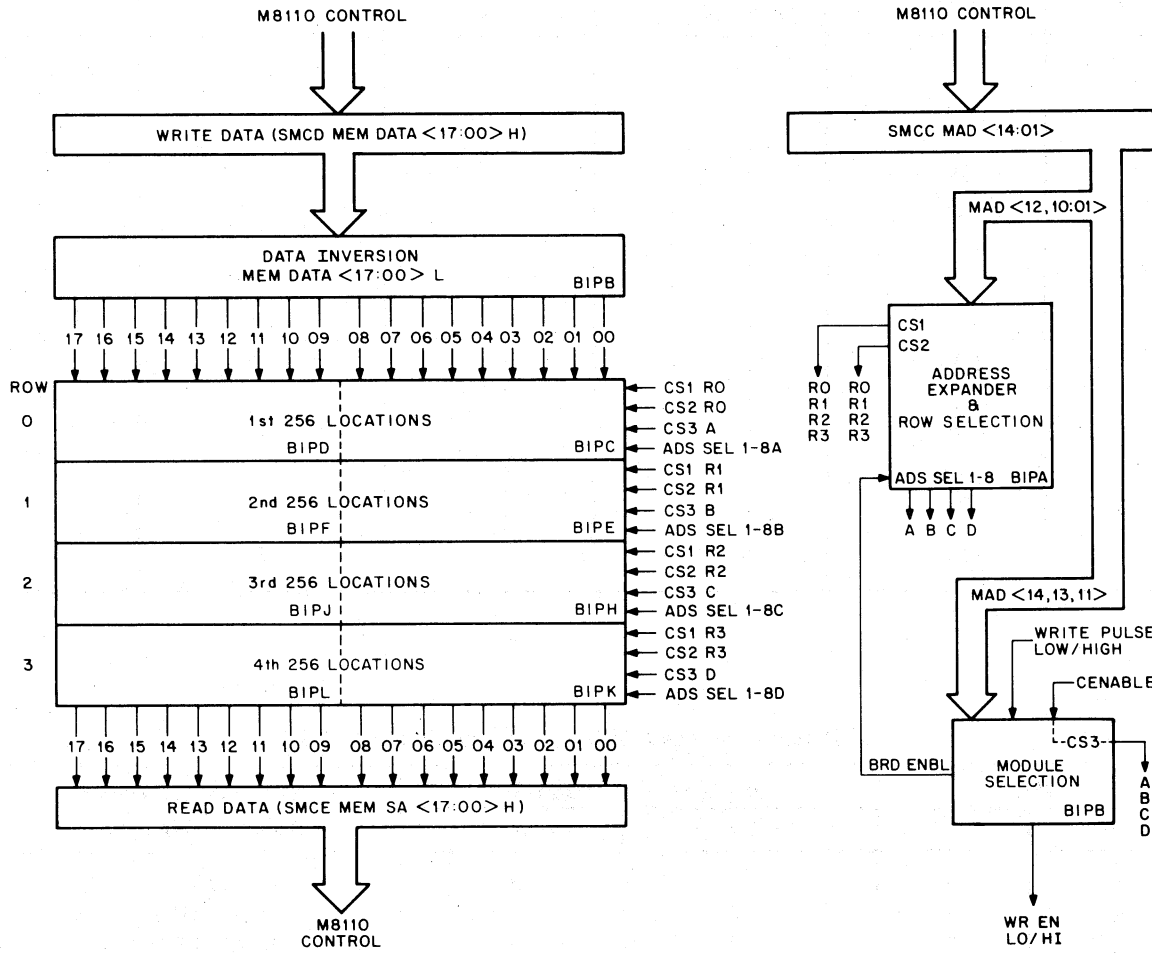 M8110 CONTROL
WRITE DATA (SMCD MEM DATA <17:00> H)
DATA INVERSION
MEM DATA <17:00> L
BIPB
17 16 15 14 13 12 11 10 09 08 07 06 05 04 03 02 01 00
ROW
0
1st 256 LOCATIONS
BIPD
BIPC
CS1 R0
CS2 R0
CS3 A
ADS SEL 1-8A
1
2nd 256 LOCATIONS
BIPF
BIPE
CS1 R1
CS2 R1
CS3 B
ADS SEL 1-8B
2
3rd 256 LOCATIONS
BIPJ
BIPH
CS1 R2
CS2 R2
CS3 C
ADS SEL 1-8C
3
4th 256 LOCATIONS
BIPL
BIPK
CS1 R3
CS2 R3
CS3 D
ADS SEL 1-8D
17 16 15 14 13 12 11 10 09 08 07 06 05 04 03 02 01 00
READ DATA (SMCE MEM SA <17:00> H)
M8110
CONTROL
M8110 CONTROL
SMCC MAD <14:01>
MAD <12,10:01>
CS1
CS2
R0 R0
R1 R1
R2 R2
R3 R3
ADDRESS
EXPANDER
&
ROW SELECTION
ADS SEL 1-8 BIPA
A B C D
MAD <14,13,11>
WRITE PULSE
LOW/HIGH
CENABLE
CS3
BRD ENBL
MODULE
SELECTION
BIPB
A
B
C
D
WR EN
LO/HI